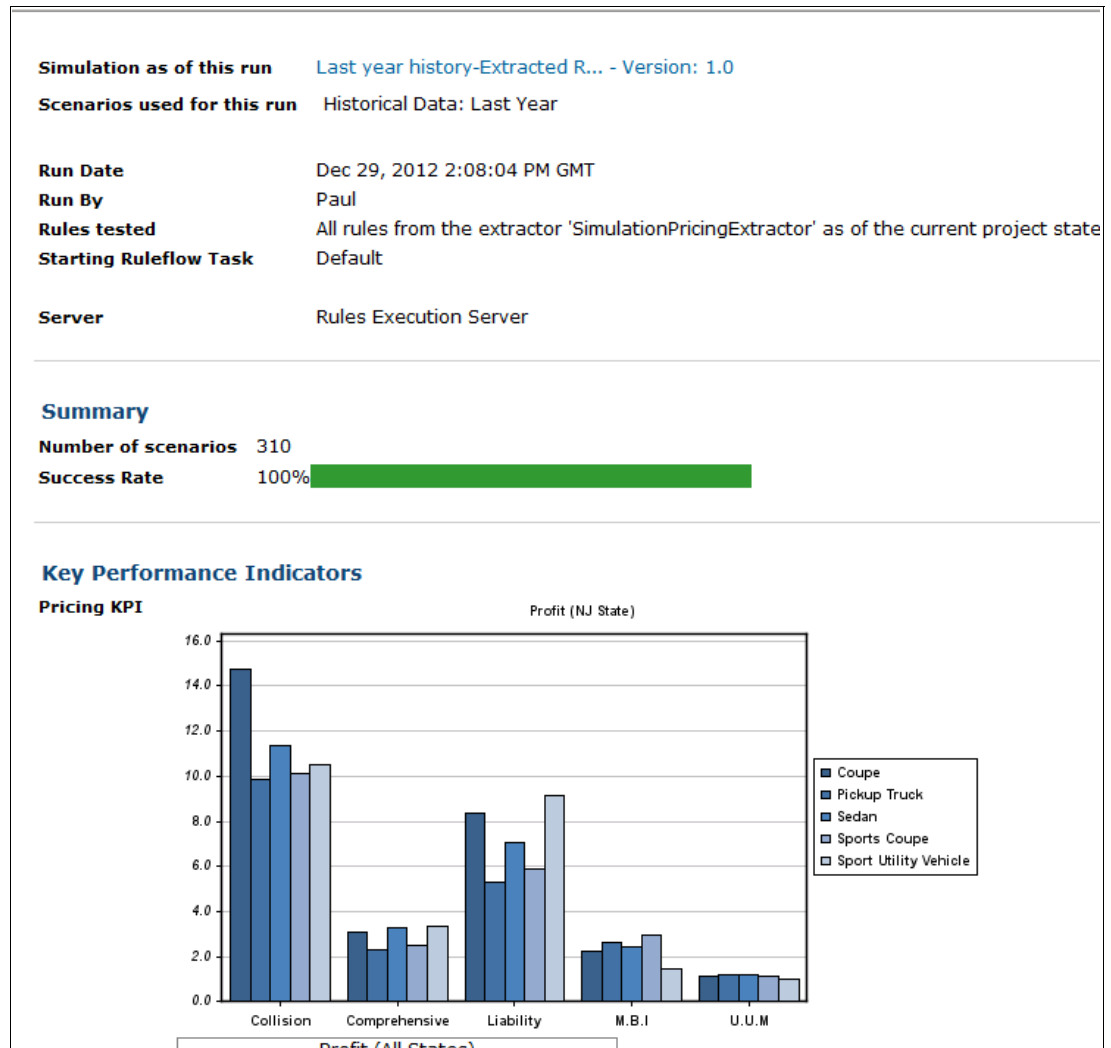 Simulation as of this run Last year history-Extracted R... - Version: 1.0
Scenarios used for this run Historical Data: Last Year
Run Date Dec 29, 2012 2:08:04 PM GMT
Run By Paul
Rules tested All rules from the extractor 'SimulationPricingExtractor' as of the current project state
Starting Ruleflow Task Default
Server Rules Execution Server
Summary
Number of scenarios 310
Success Rate 100%
Key Performance Indicators
Pricing KPI
Profit (NJ State)
16.0
14.0
12.0
10.0
8.0
6.0
4.0
2.0
0.0
Collision Comprehensive Liability M.B.I U.U.M
Coupe
Pickup Truck
Sedan
Sports Coupe
Sport Utility Vehicle
Profit (All States)